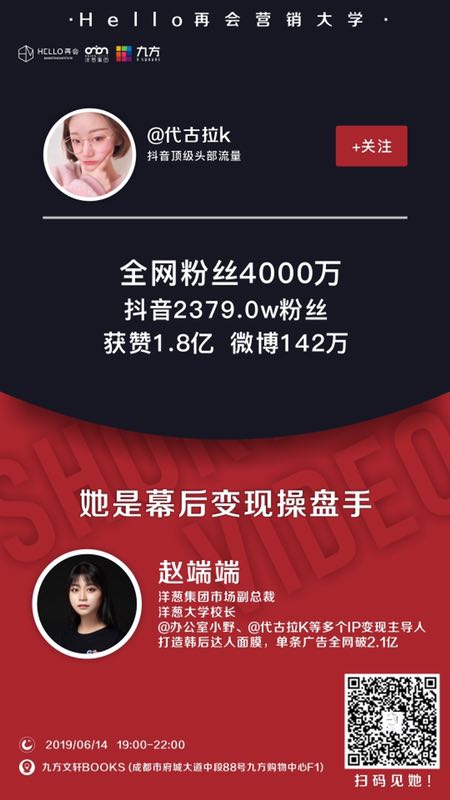 ·Hello再会营销大学·
HELLO再会
洋葱集团
九方
@代古拉k
抖音顶级头部流量
+关注
全网粉丝4000万
抖音2379.0w粉丝
获赞1.8亿 微博142万
SHORT
VIDEO
她是幕后变现操盘手
赵端端
洋葱集团市场副总裁
洋葱大学校长
@办公室小野、@代古拉K等多个IP变现主导人
打造韩后达人面膜，单条广告全网破2.1亿
2019/06/14 19:00-22:00
九方文轩BOOKS (成都市府城大道中段88号九方购物中心F1)
扫码见她！